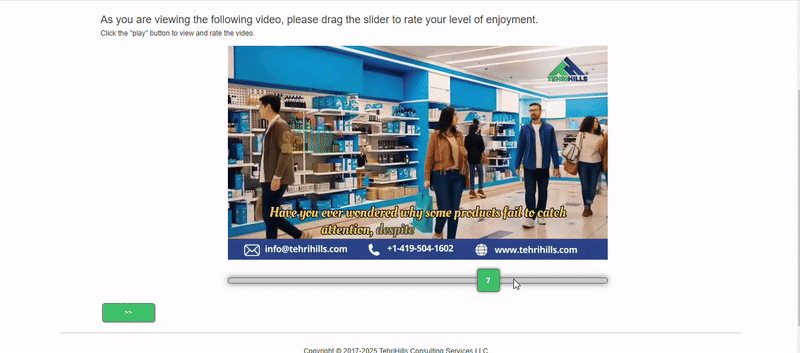 As you are viewing the following video, please drag the slider to rate your level of enjoyment.
Click the "play" button to view and rate the video.
TEHRIHILLS
Have you ever wondered why some products fail to catch
attention, despite
info@tehrihills.com +1-419-504-1602 www.tehrihills.com
7
>>
Copyright © 2017-2025 TehriHills Consulting Services LLC